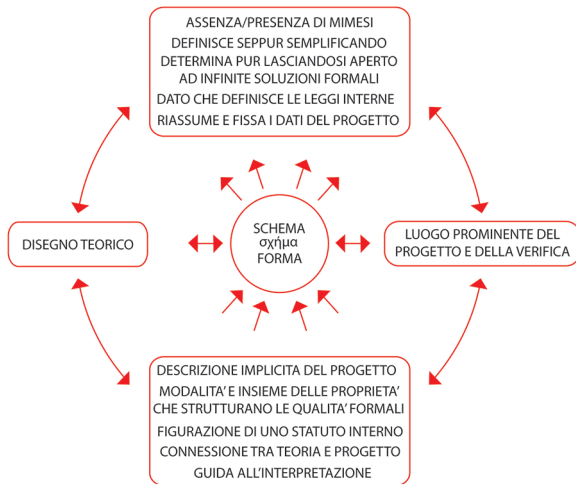 ASSENZA/PRESENZA DI MIMESI
DEFINISCE SEPPUR SEMPLIFICANDO
DETERMINA PUR LASCIANDOSI APERTO
AD INFINITE SOLUZIONI FORMALI
DATO CHE DEFINISCE LE LEGGI INTERNE
RIASSUME E FISSA I DATI DEL PROGETTO
DISEGNO TEORICO
SCHEMA
σχήμα
FORMA
LUOGO PROMINENTE DEL
PROGETTO E DELLA VERIFICA
DESCRIZIONE IMPLICITA DEL PROGETTO
MODALITA' E INSIEME DELLE PROPRIETA'
CHE STRUTTURANO LE QUALITA' FORMALI
FIGURAZIONE DI UNO STATUTO INTERNO
CONNESSIONE TRA TEORIA E PROGETTO
GUIDA ALL'INTERPRETAZIONE